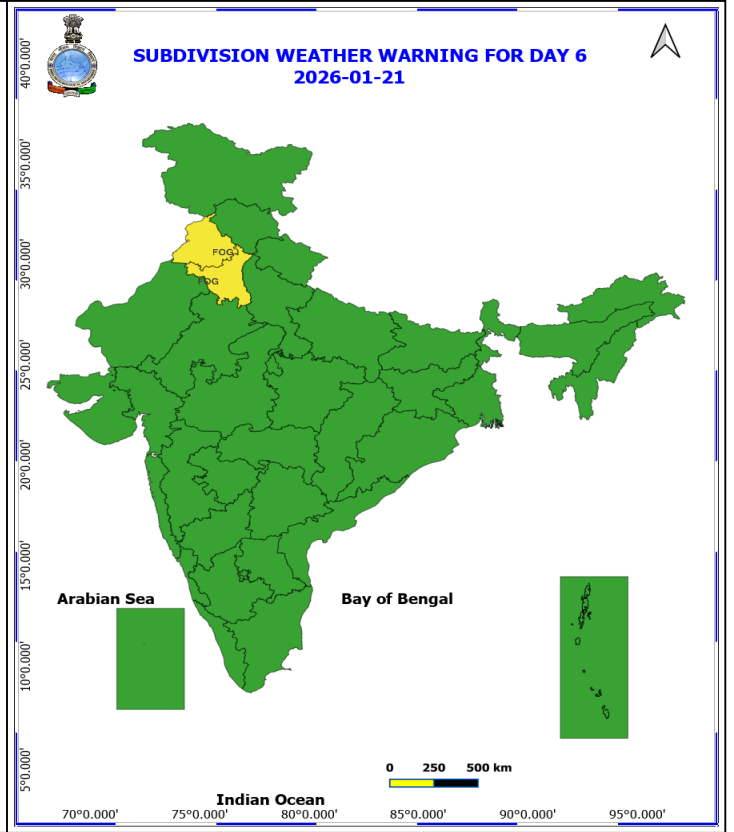 SUBDIVISION WEATHER WARNING FOR DAY 6
2026-01-21
40°0.000'
35°0.000'
30°0.000'
25°0.000'
20°0.000'
15°0.000'
10°0.000'
5°0.000'
FOG
FOG
Arabian Sea
Bay of Bengal
0 250 500 km
Indian Ocean
70°0.000' 75°0.000' 80°0.000' 85°0.000' 90°0.000' 95°0.000'